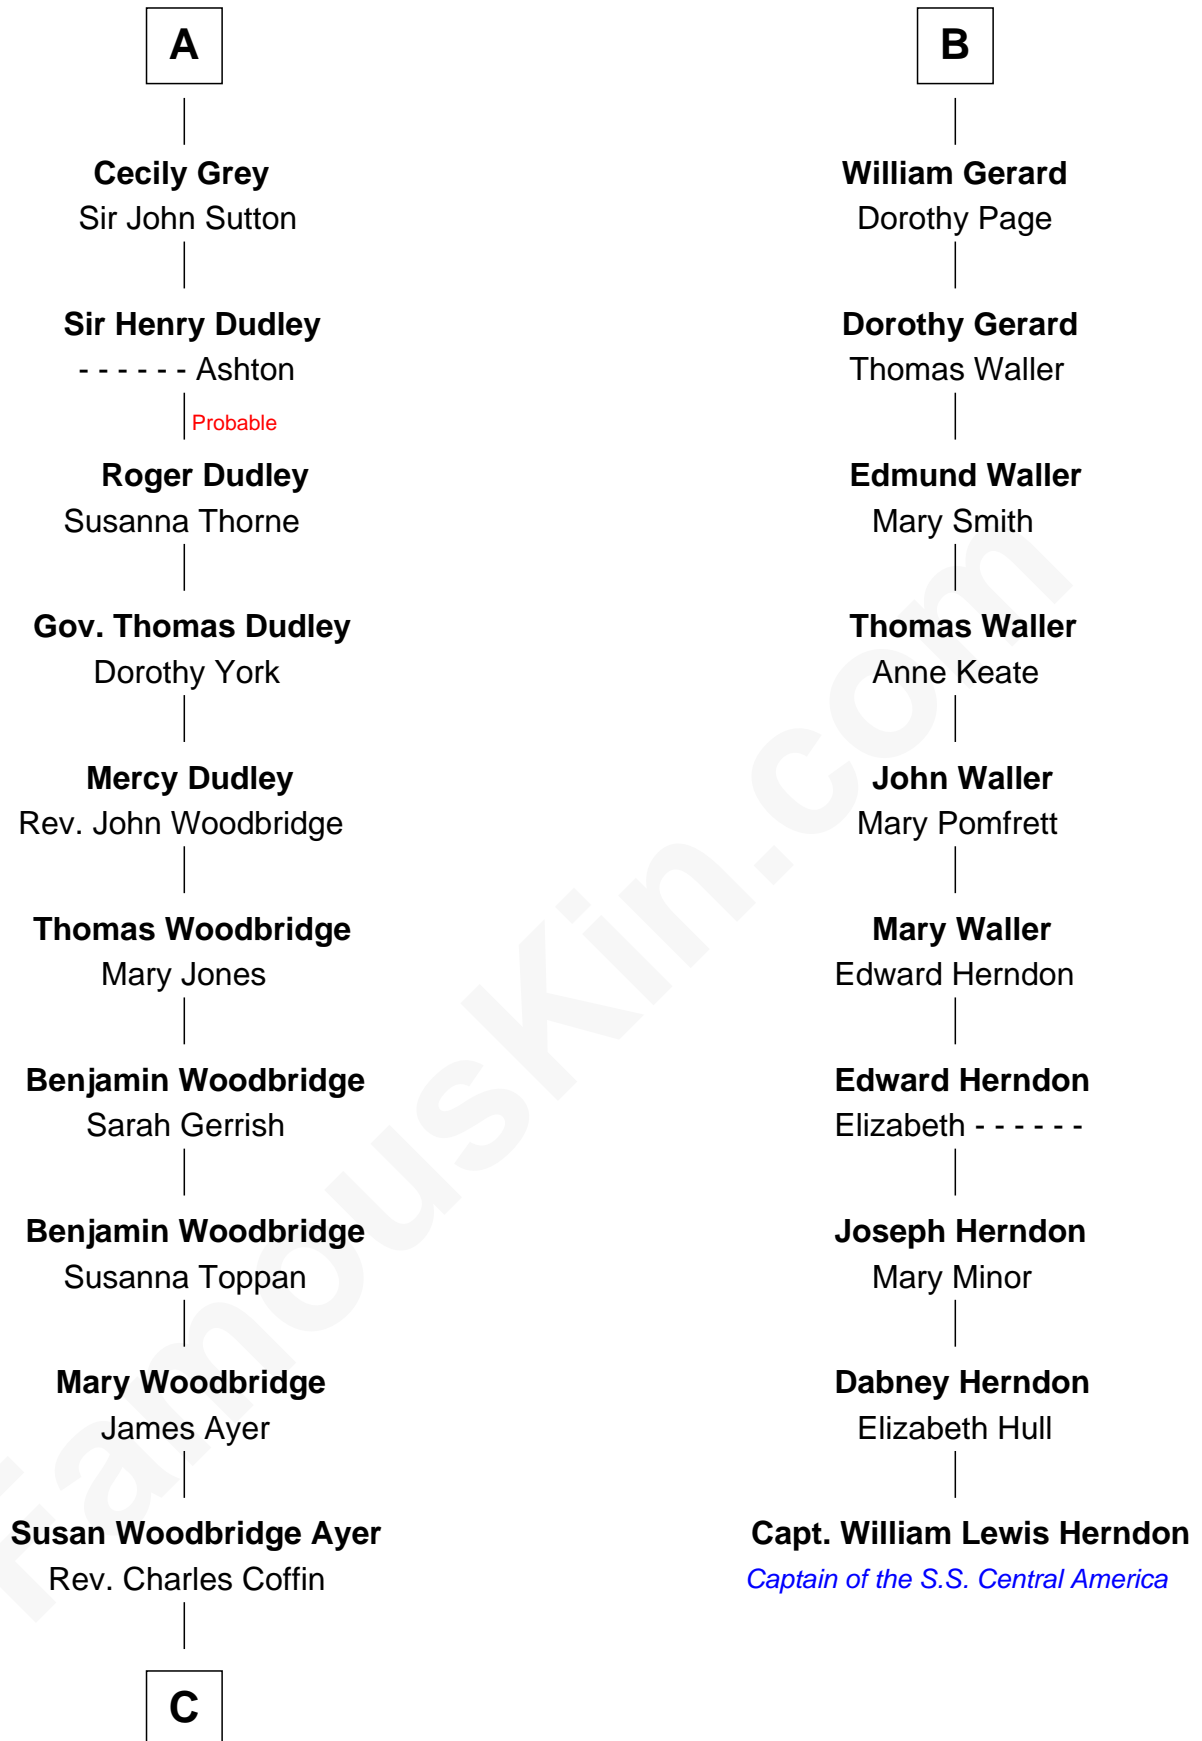 A
Cecily Grey
Sir John Sutton
Sir Henry Dudley
- - - - - - Ashton
Probable
Roger Dudley
Susanna Thorne
Gov. Thomas Dudley
Dorothy York
Mercy Dudley
Rev. John Woodbridge
Thomas Woodbridge
Mary Jones
Benjamin Woodbridge
Sarah Gerrish
Benjamin Woodbridge
Susanna Toppan
Mary Woodbridge
James Ayer
Susan Woodbridge Ayer
Rev. Charles Coffin
C
B
William Gerard
Dorothy Page
Dorothy Gerard
Thomas Waller
Edmund Waller
Mary Smith
Thomas Waller
Anne Keate
John Waller
Mary Pomfrett
Mary Waller
Edward Herndon
Edward Herndon
Elizabeth - - - - - -
Joseph Herndon
Mary Minor
Dabney Herndon
Elizabeth Hull
Capt. William Lewis Herndon
Captain of the S.S. Central America
FamousKin.com